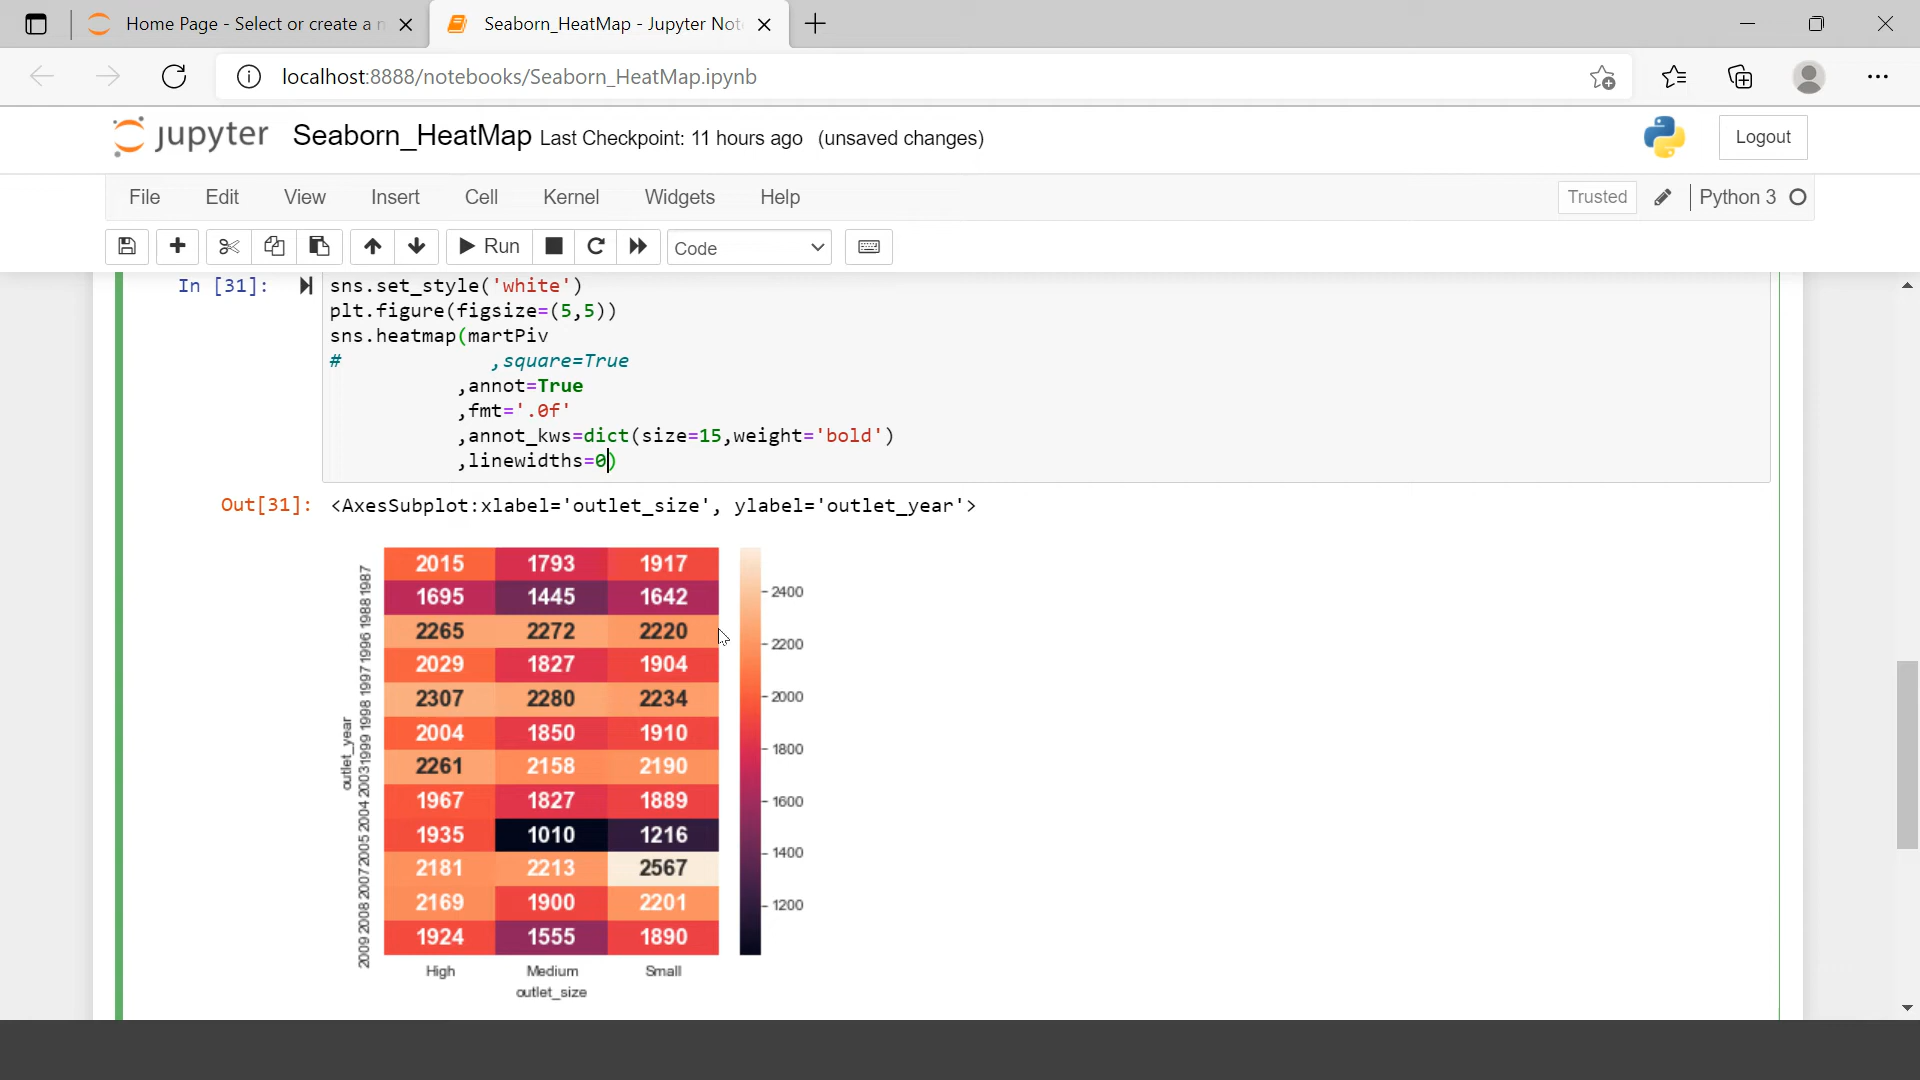 Home Page - Select or create a n
Seaborn_HeatMap - Jupyter Not
localhost:8888/notebooks/Seaborn_HeatMap.ipynb
jupyter Seaborn_HeatMap Last Checkpoint: 11 hours ago (unsaved changes)
Logout
File Edit View Insert Cell Kernel Widgets Help
Trusted Python 3
Run Code
In [31]: sns.set_style('white')
plt.figure(figsize=(5,5))
sns.heatmap(martPiv
# ,square=True
,annot=True
,fmt='.0f'
,annot_kws=dict(size=15,weight='bold')
,linewidths=0)
Out[31]: <AxesSubplot:xlabel='outlet_size', ylabel='outlet_year'>
1987 2015 1793 1917
1988 1695 1445 1642
1996 2265 2272 2220
1997 2029 1827 1904
1998 2307 2280 2234
1999 2004 1850 1910
2003 2261 2158 2190
2004 1967 1827 1889
2005 1935 1010 1216
2007 2181 2213 2567
2008 2169 1900 2201
2009 1924 1555 1890
outlet_year
High Medium Small
outlet_size
2400
2200
2000
1800
1600
1400
1200